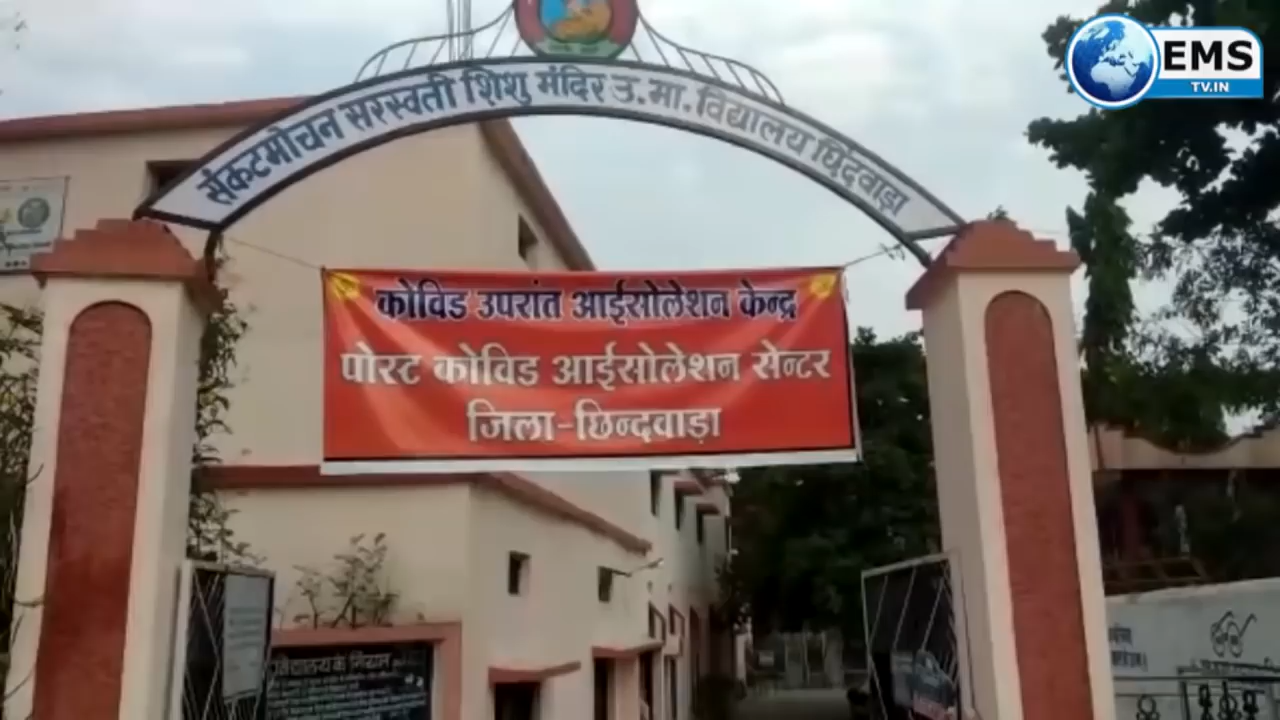 EMS
TV.IN
संकटमोचन सरस्वती शिशु मंदिर उ.मा. विद्यालय छिंदवाड़ा
कोविड उपरांत आईसोलेशन केन्द्र
पोस्ट कोविड आईसोलेशन सेन्टर
जिला-छिन्दवाड़ा